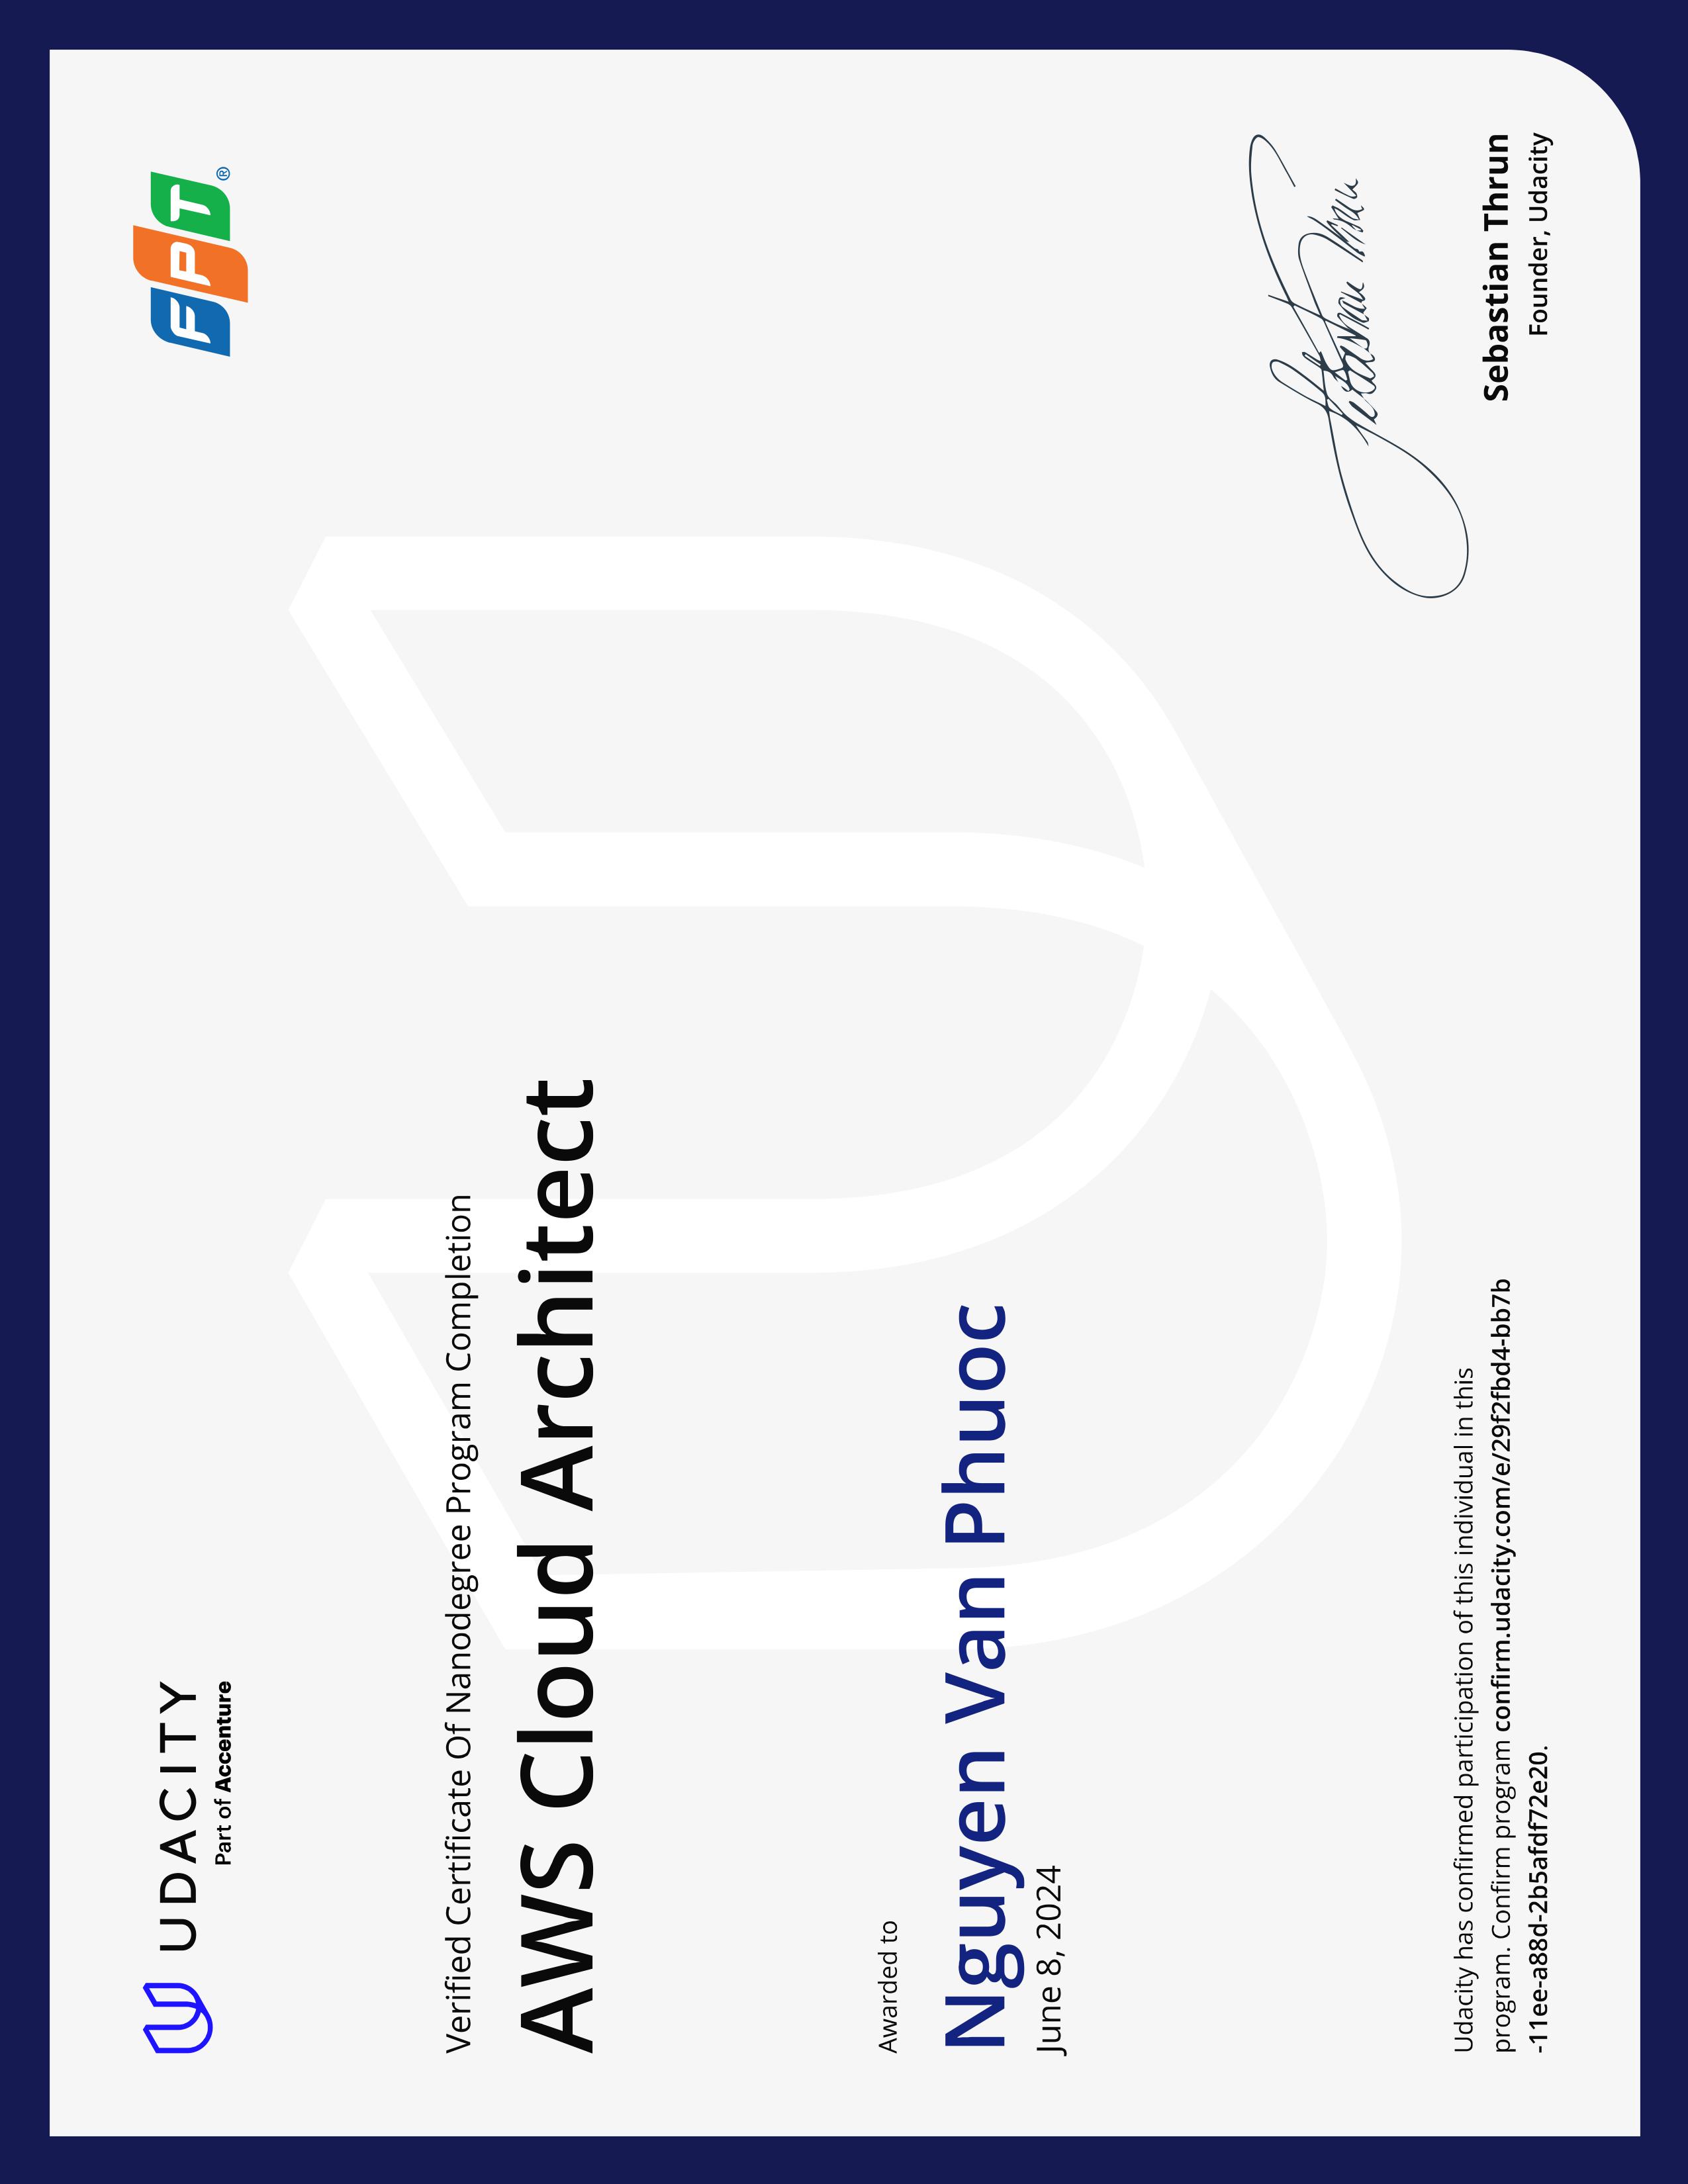 UDACITY
Part of Accenture
FPT®
Verified Certificate Of Nanodegree Program Completion
AWS Cloud Architect
Awarded to
Nguyen Van Phuoc
June 8, 2024
Sebastian Thrun
Udacity has confirmed participation of this individual in this
program. Confirm program confirm.udacity.com/e/29f2fbd4-bb7b
-11ee-a88d-2b5afdf72e20.
Sebastian Thrun
Founder, Udacity